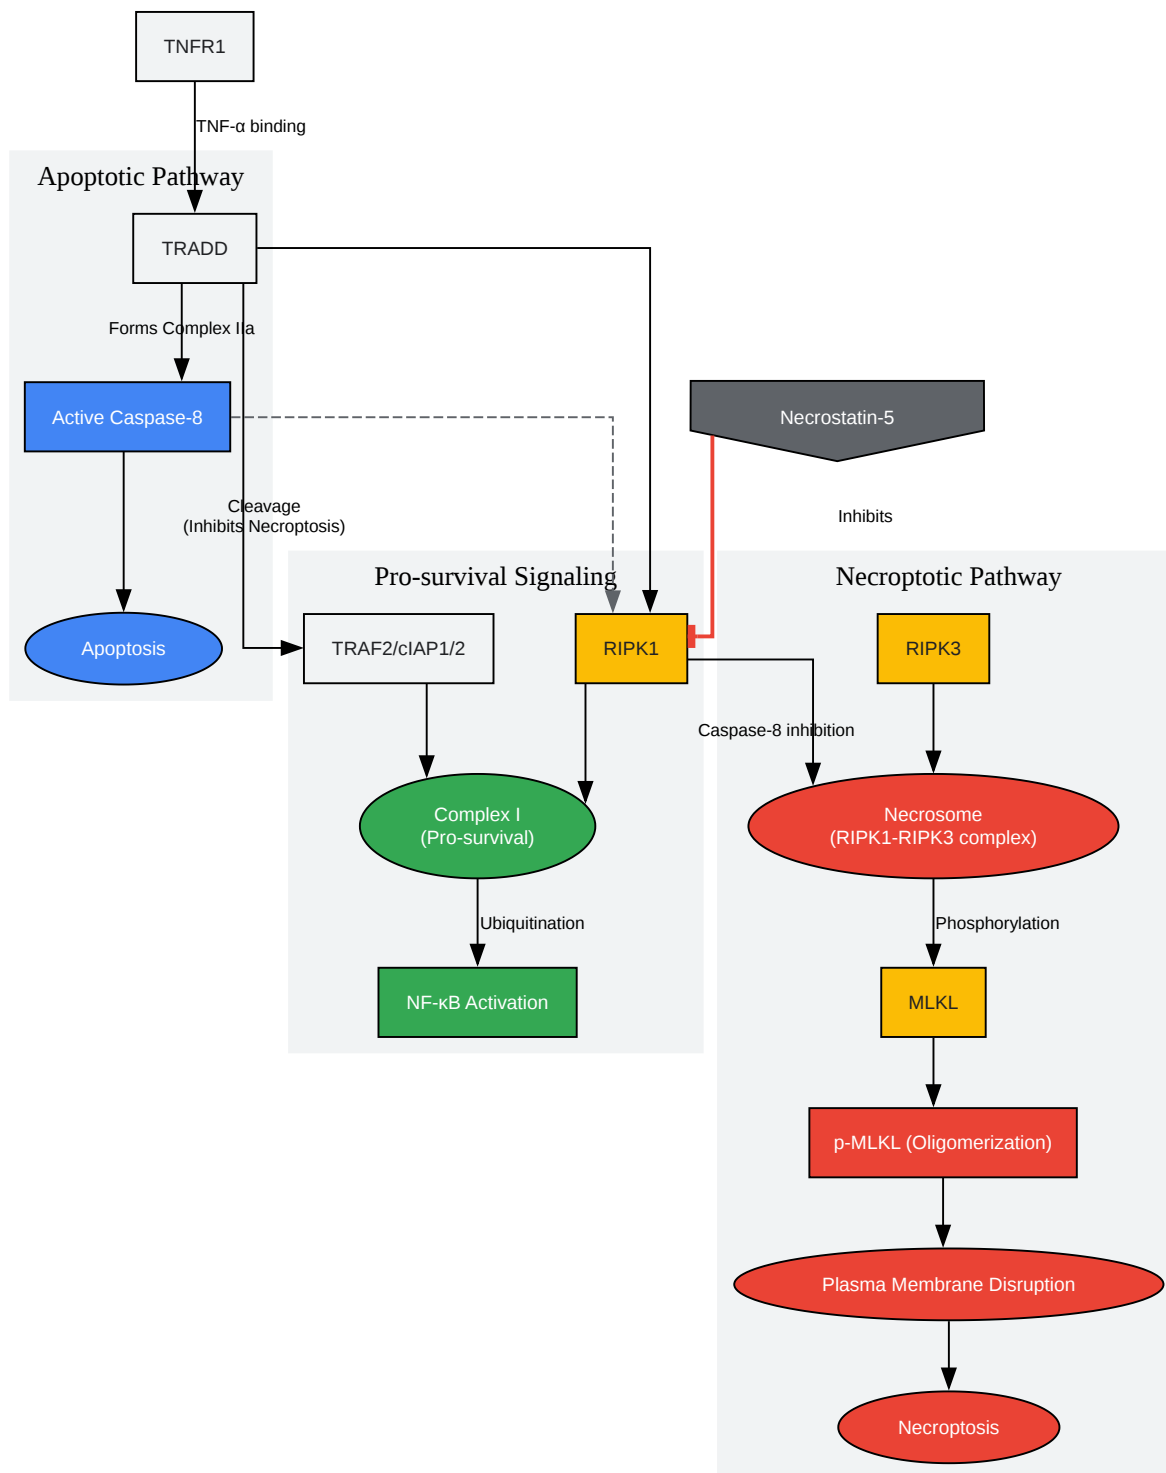 TNFR1
TNF-α binding
Apoptotic Pathway
TRADD
Forms Complex IIa
Active Caspase-8
Necrostatin-5
Cleavage
(Inhibits Necroptosis)
Inhibits
Pro-survival Signaling
Necroptotic Pathway
Apoptosis
TRAF2/cIAP1/2
RIPK1
RIPK3
Caspase-8 inhibition
Complex I
(Pro-survival)
Necrosome
(RIPK1-RIPK3 complex)
Ubiquitination
Phosphorylation
NF-κB Activation
MLKL
p-MLKL (Oligomerization)
Plasma Membrane Disruption
Necroptosis